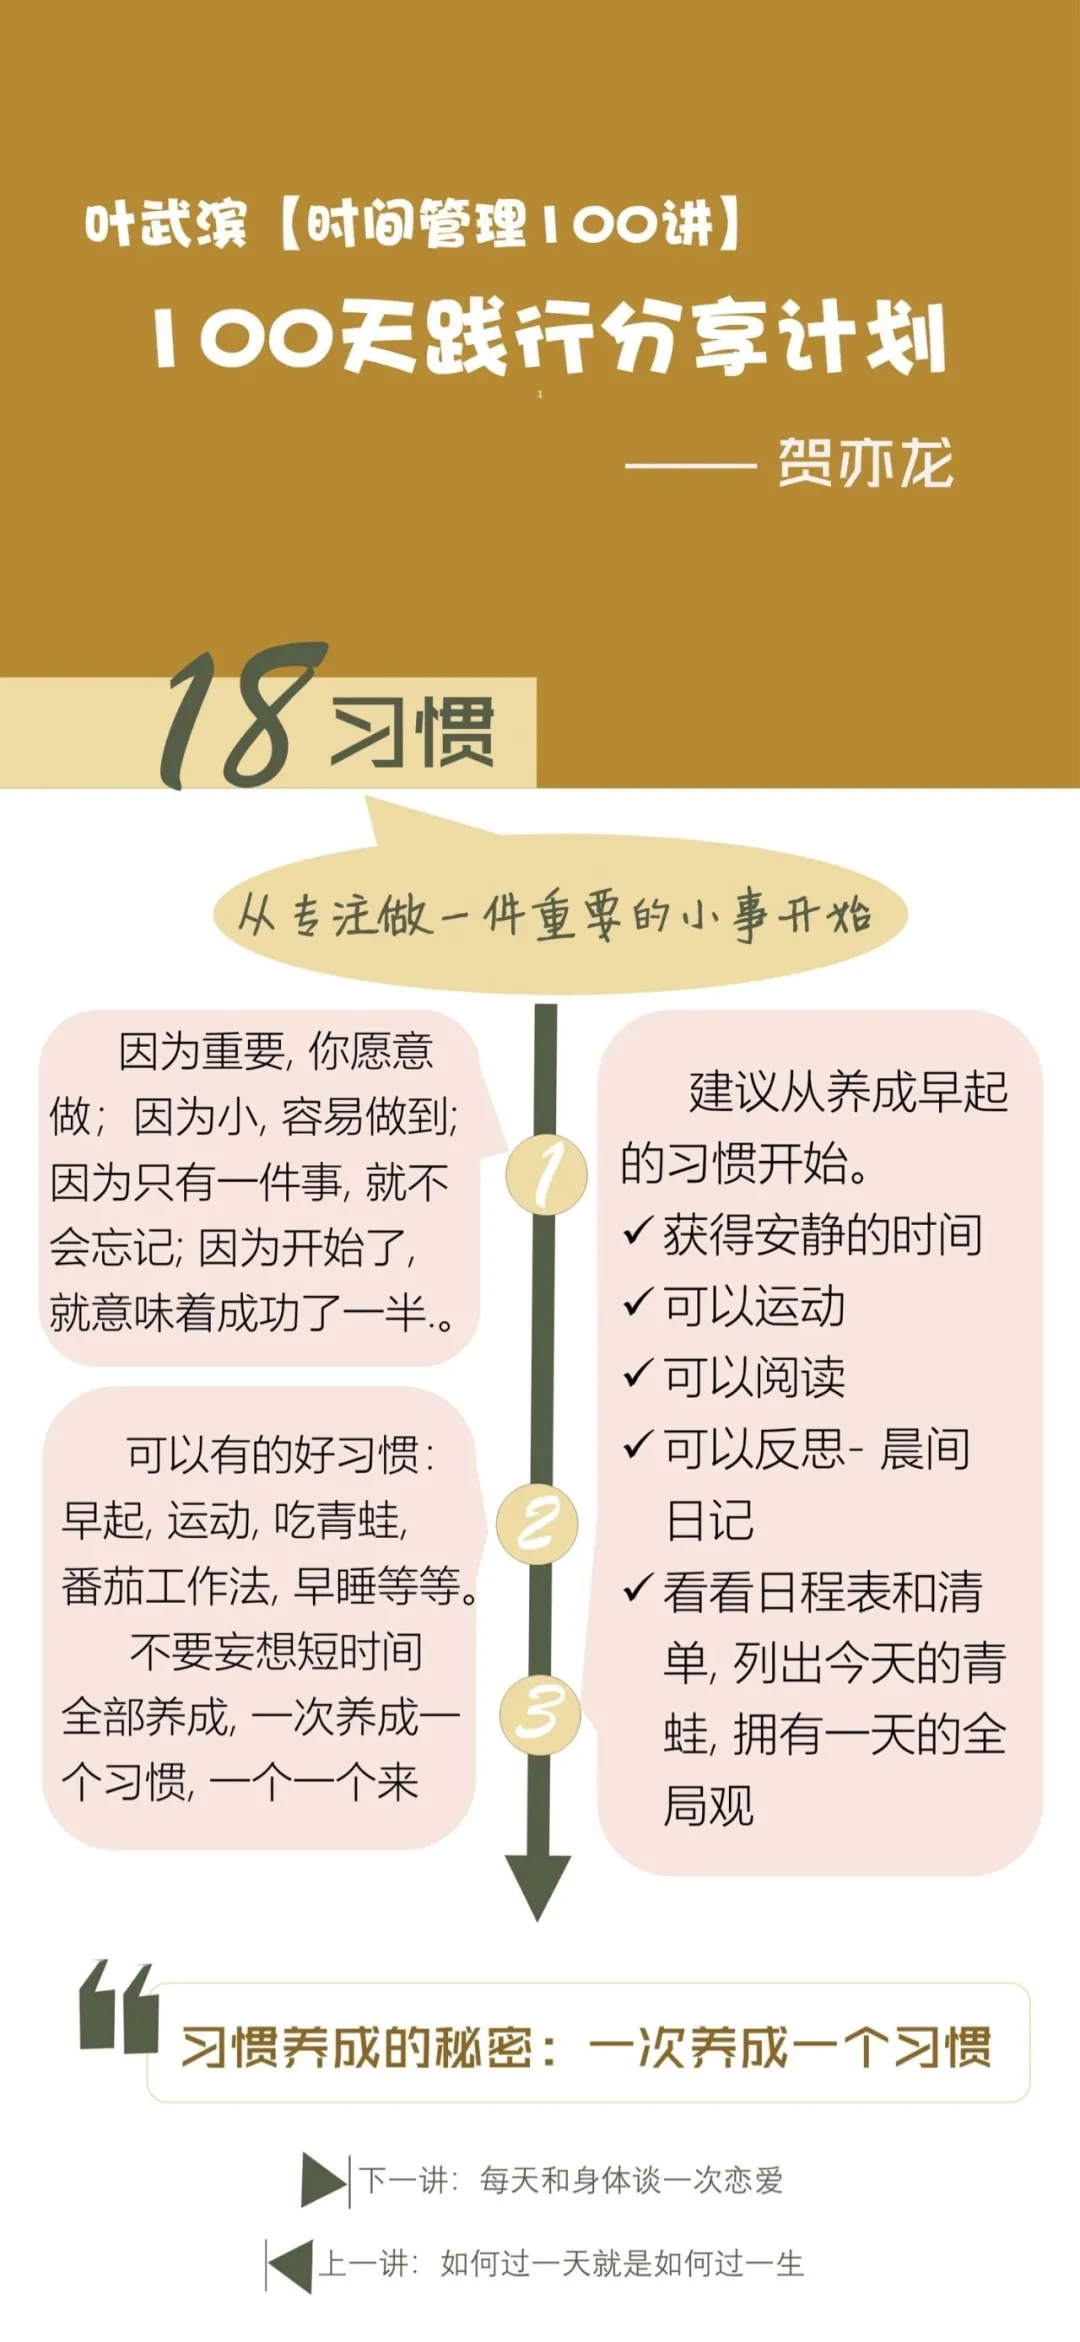 叶武滨【时间管理100讲】
100天践行分享计划
1
—— 贺亦龙
18 习惯
从专注做一件重要的小事开始
因为重要, 你愿意
做；因为小, 容易做到;
因为只有一件事, 就不
会忘记; 因为开始了,
就意味着成功了一半.。
1
可以有的好习惯：
早起, 运动, 吃青蛙,
番茄工作法, 早睡等等。
不要妄想短时间
全部养成, 一次养成一
个习惯, 一个一个来
2
3
建议从养成早起
的习惯开始。
✓获得安静的时间
✓可以运动
✓可以阅读
✓可以反思- 晨间
日记
✓看看日程表和清
单, 列出今天的青
蛙, 拥有一天的全
局观
习惯养成的秘密：一次养成一个习惯
下一讲：每天和身体谈一次恋爱
上一讲：如何过一天就是如何过一生